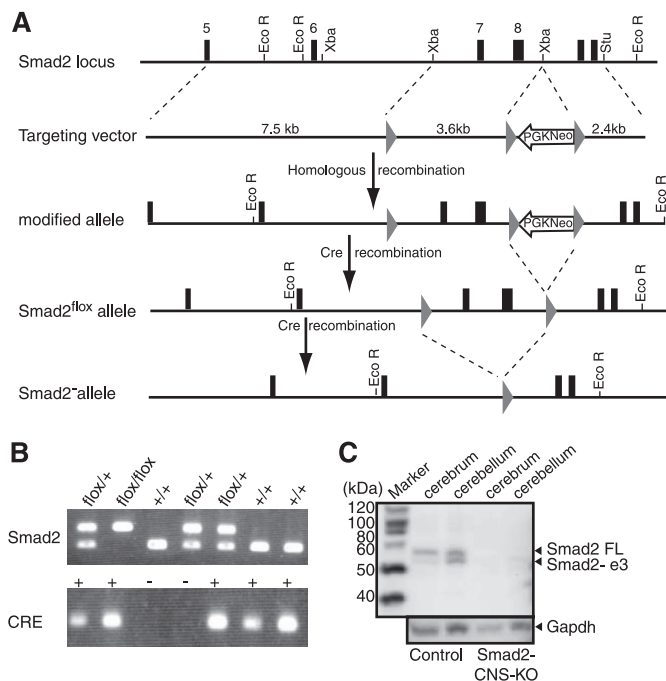 A
5 Eco R Eco R 6 Xba Xba 7 8 Xba Stu Eco R
Smad2 locus
Targeting vector
7.5 kb 3.6kb PGKNeo 2.4kb
Homologous recombination
modified allele
Eco R Eco R PGKNeo Eco R
Cre recombination
Smad2flox allele
Eco R Eco R
Cre recombination
Smad2- allele
Eco R Eco R
B
flox/+ flox/flox +/+ flox/+ flox/+ +/+ +/+
Smad2
+ + - - + + +
CRE
C
(kDa) Marker cerebrum cerebellum cerebrum cerebellum
120
100
80
60
50
40
Smad2 FL
Smad2- e3
Gapdh
Control Smad2-
CNS-KO